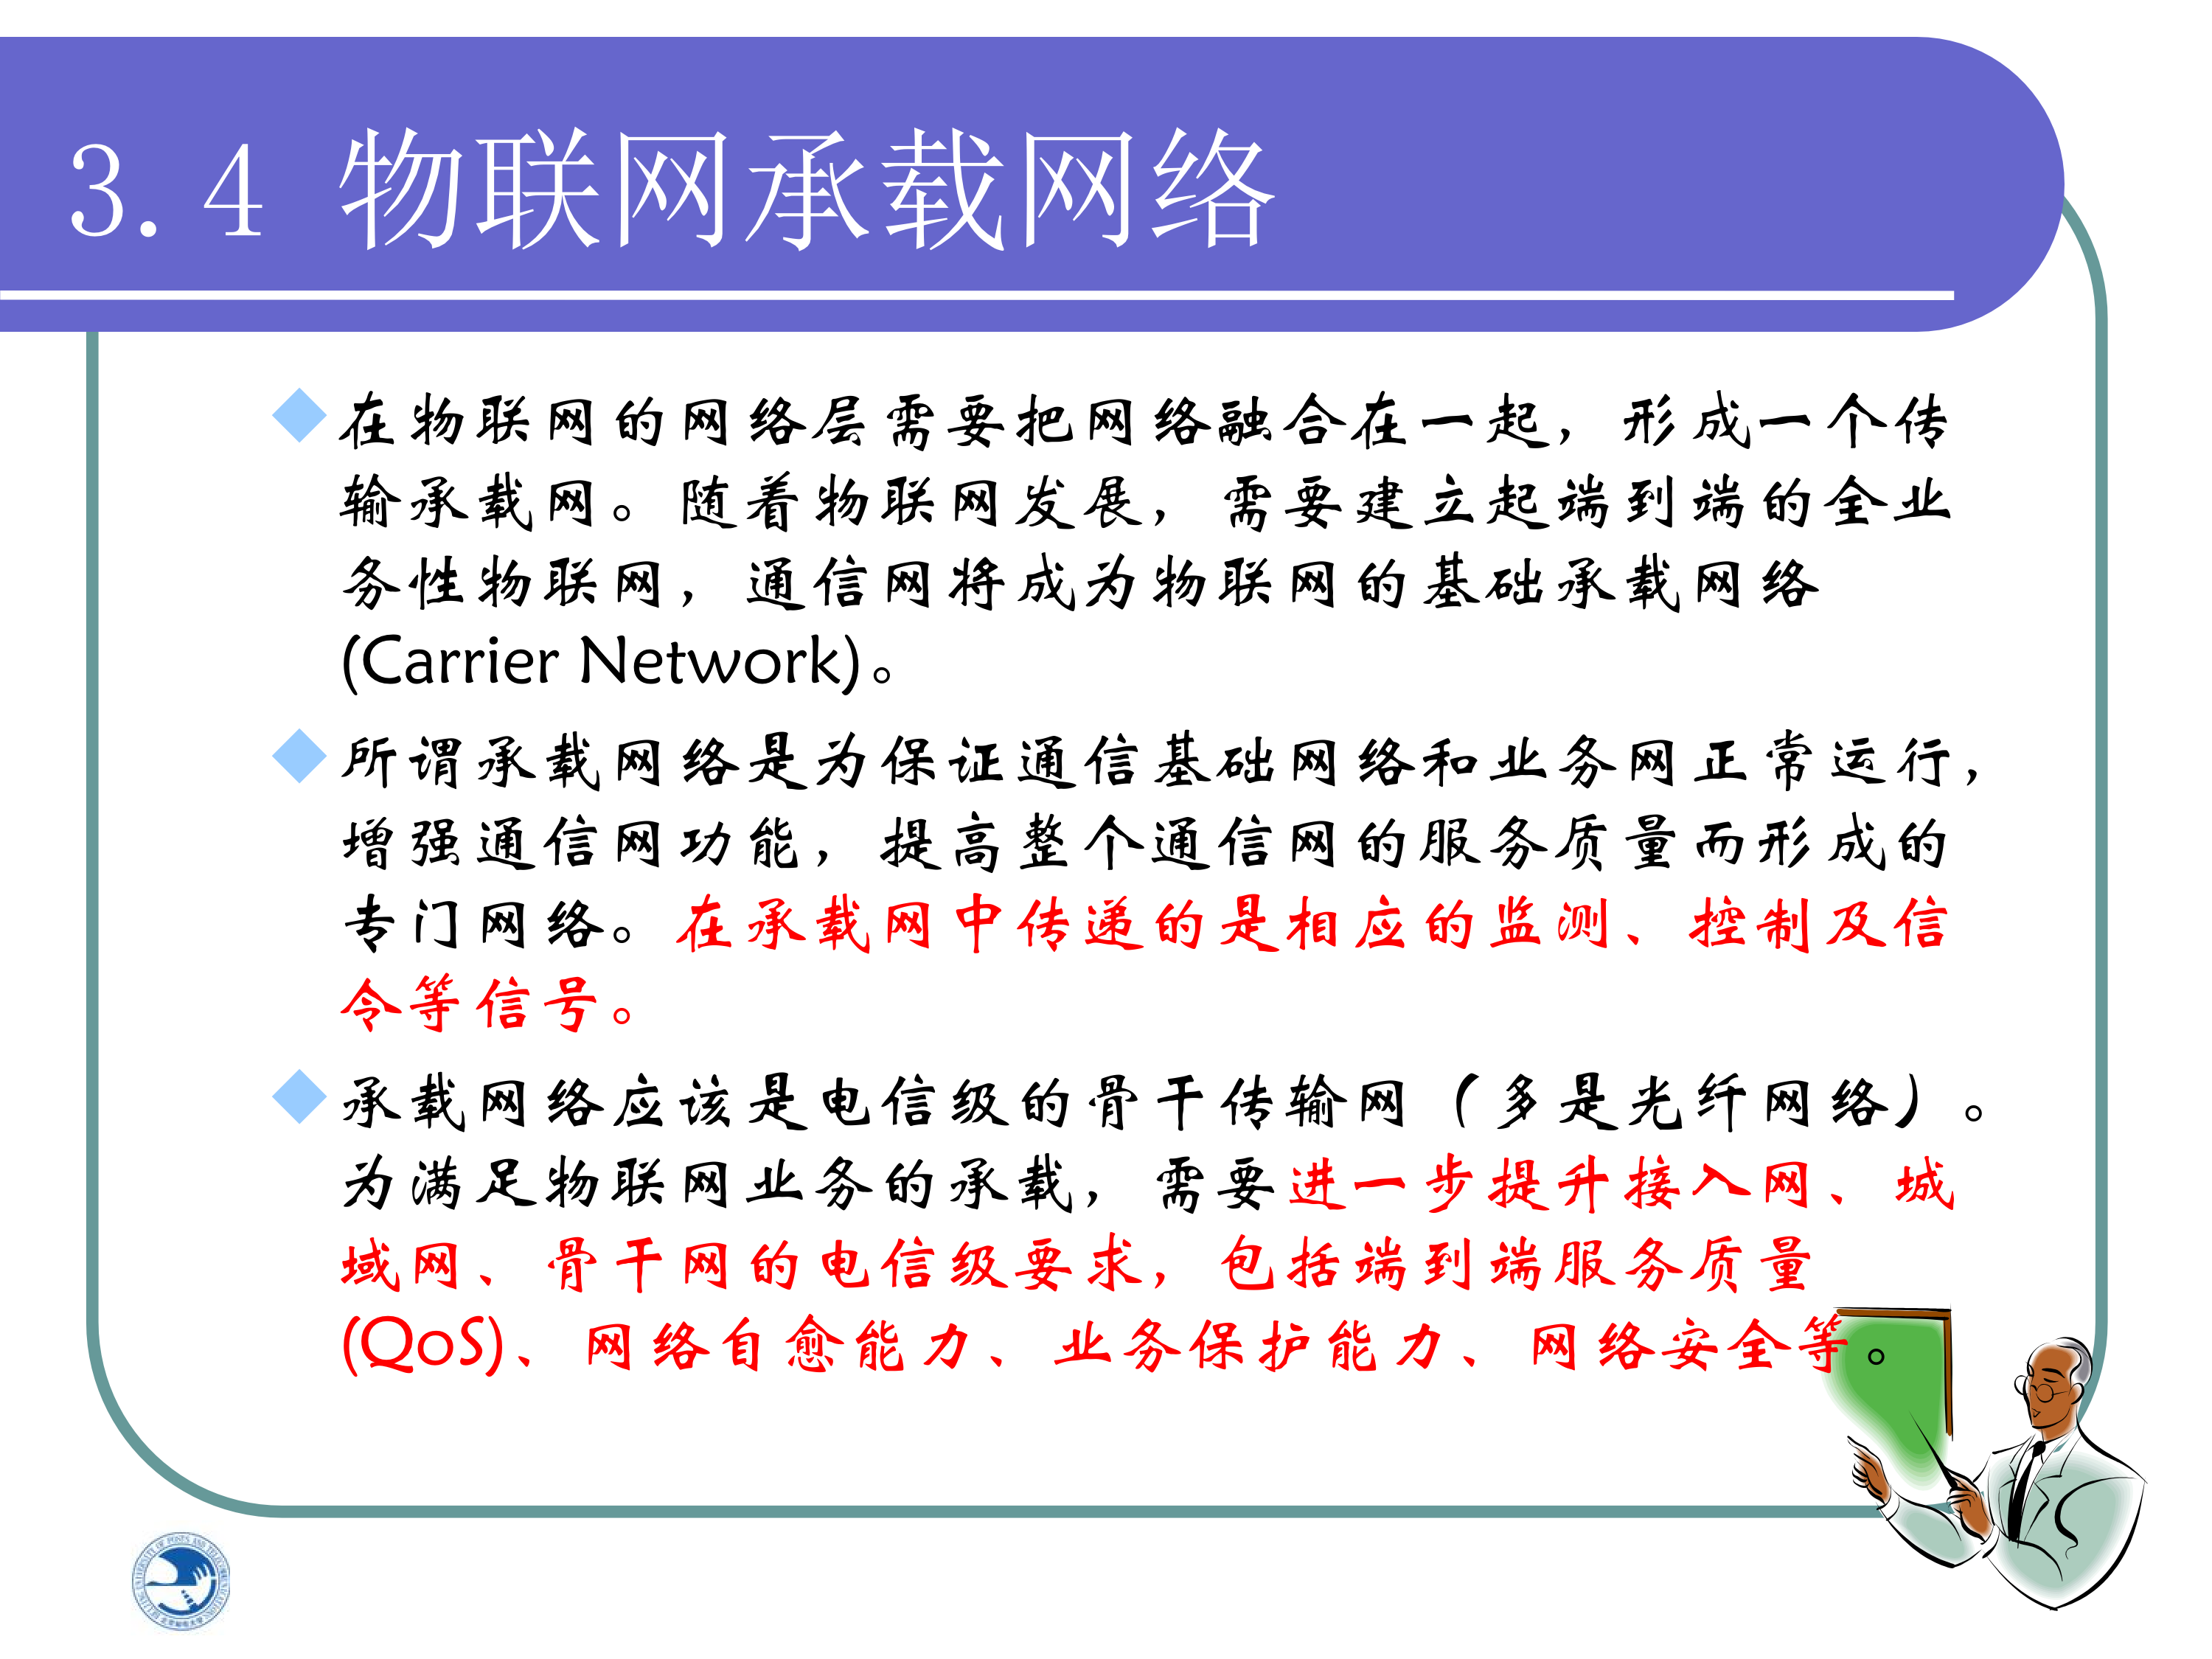 3.4 物联网承载网络
在物联网的网络层需要把网络融合在一起，形成一个传
输承载网。随着物联网发展，需要建立起端到端的全业
务性物联网，通信网将成为物联网的基础承载网络
(Carrier Network)。
所谓承载网络是为保证通信基础网络和业务网正常运行，
增强通信网功能，提高整个通信网的服务质量而形成的
专门网络。在承载网中传递的是相应的监测、控制及信
令等信号。
承载网络应该是电信级的骨干传输网（多是光纤网络）。
为满足物联网业务的承载，需要进一步提升接入网、城
域网、骨干网的电信级要求，包括端到端服务质量
(QoS)、网络自愈能力、业务保护能力、网络安全等。